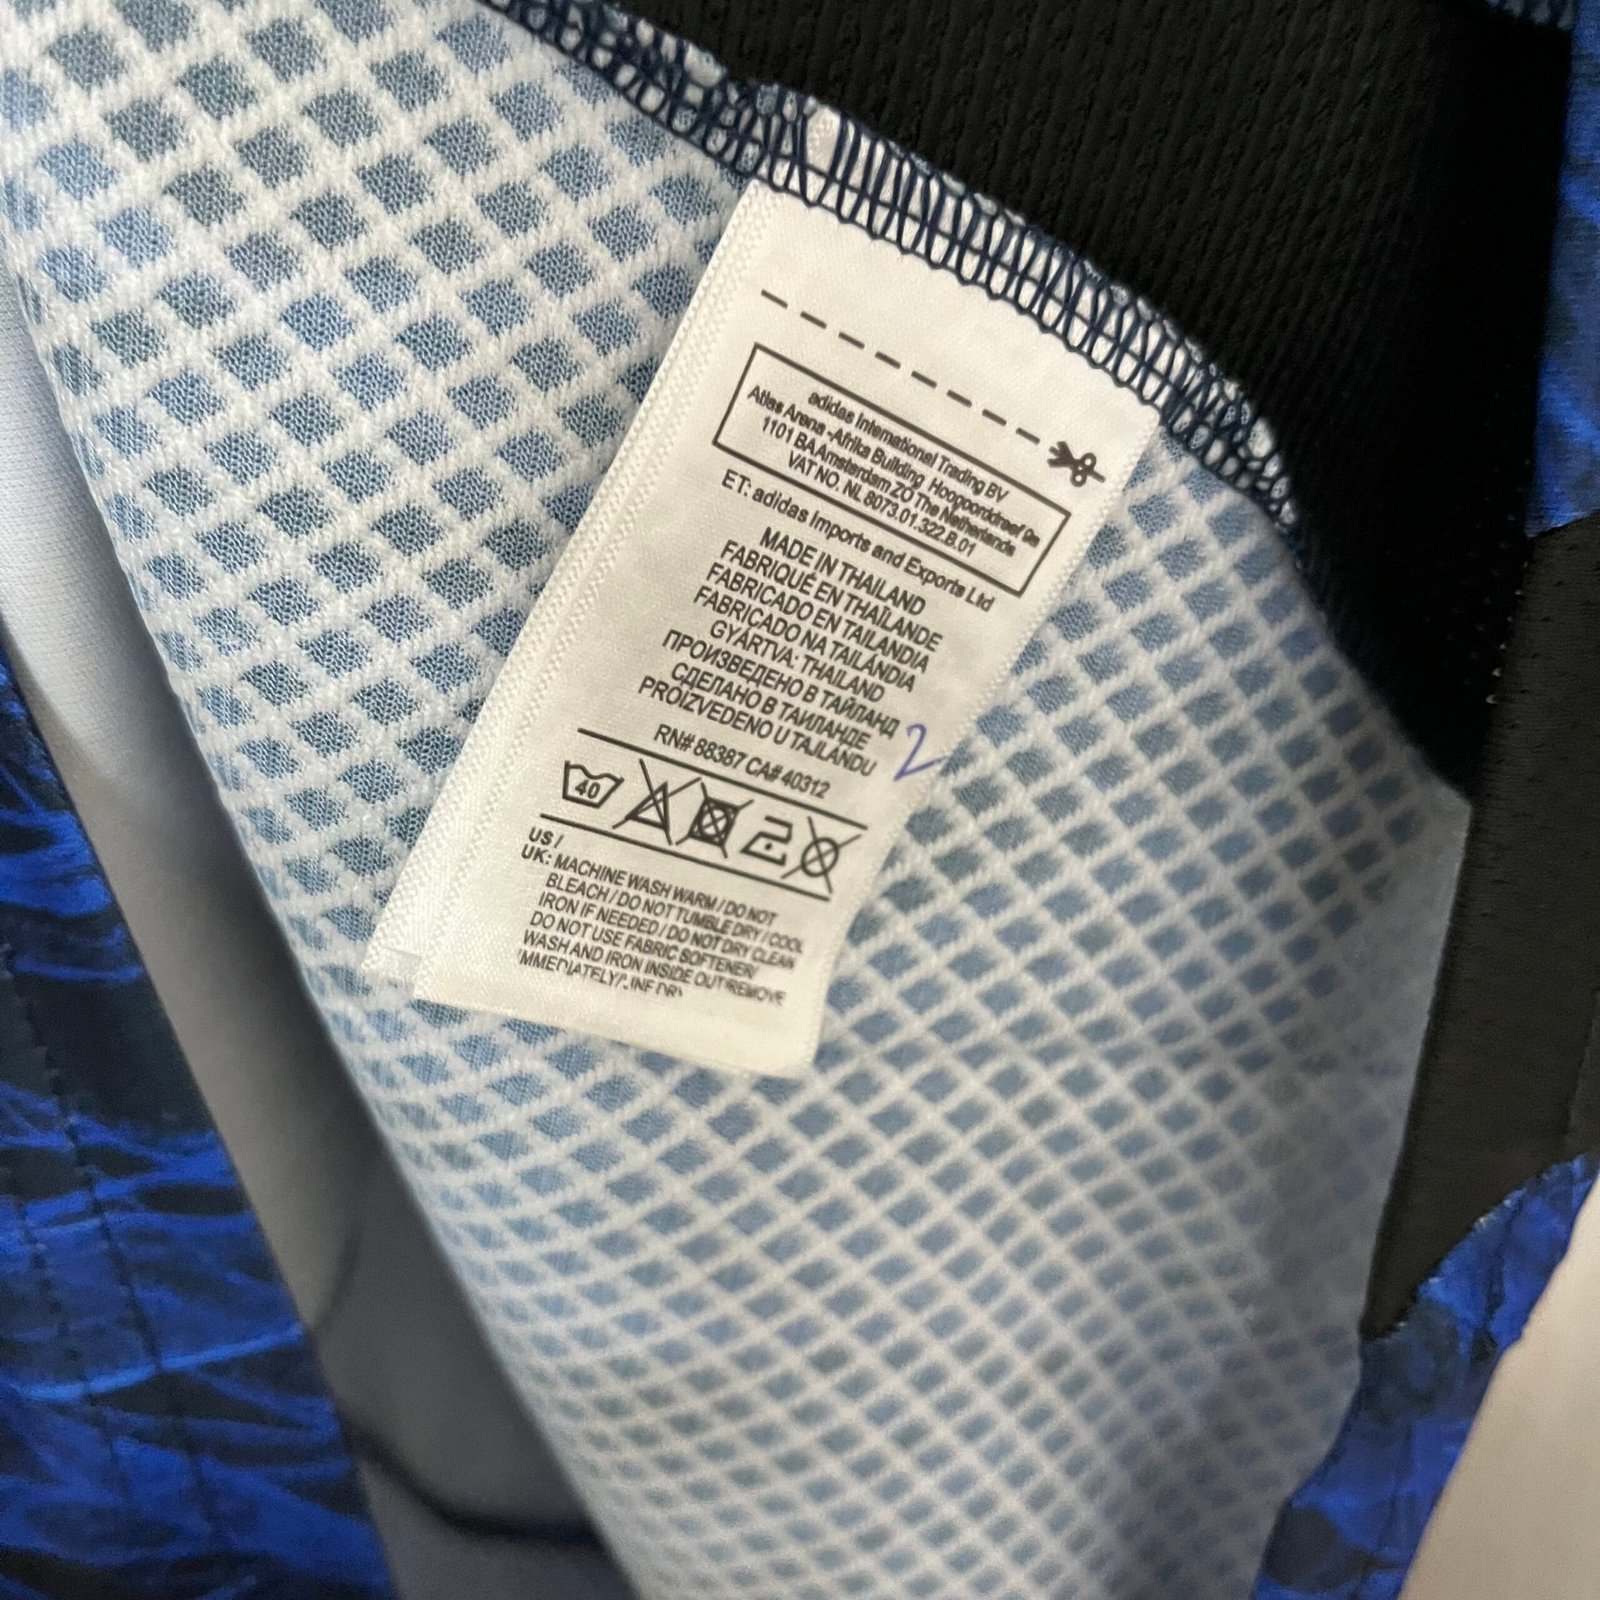 adidas International Trading BV
Atlas Arena -Afrika Building Hoogoorddreef 9a
1101 BA Amsterdam ZO The Netherlands
VAT NO. NL 8073.01.322.B.01
ET: adidas Imports and Exports Ltd
MADE IN THAILAND
FABRIQUÉ EN THAÏLANDE
FABRICADO EN TAILANDIA
FABRICADO NA TAILÂNDIA
GYÁRTVA: THAILAND
ПРОИЗВЕДЕНО В ТАЙЛАНД
СДЕЛАНО В ТАИЛАНДЕ
PROIZVEDENO U TAJLANDU
2
RN# 88387 CA# 40312
40
US /
UK: MACHINE WASH WARM / DO NOT
BLEACH / DO NOT TUMBLE DRY / COOL
IRON IF NEEDED / DO NOT DRY CLEAN
DO NOT USE FABRIC SOFTENER/
WASH AND IRON INSIDE OUT/REMOVE
IMMEDIATELY/